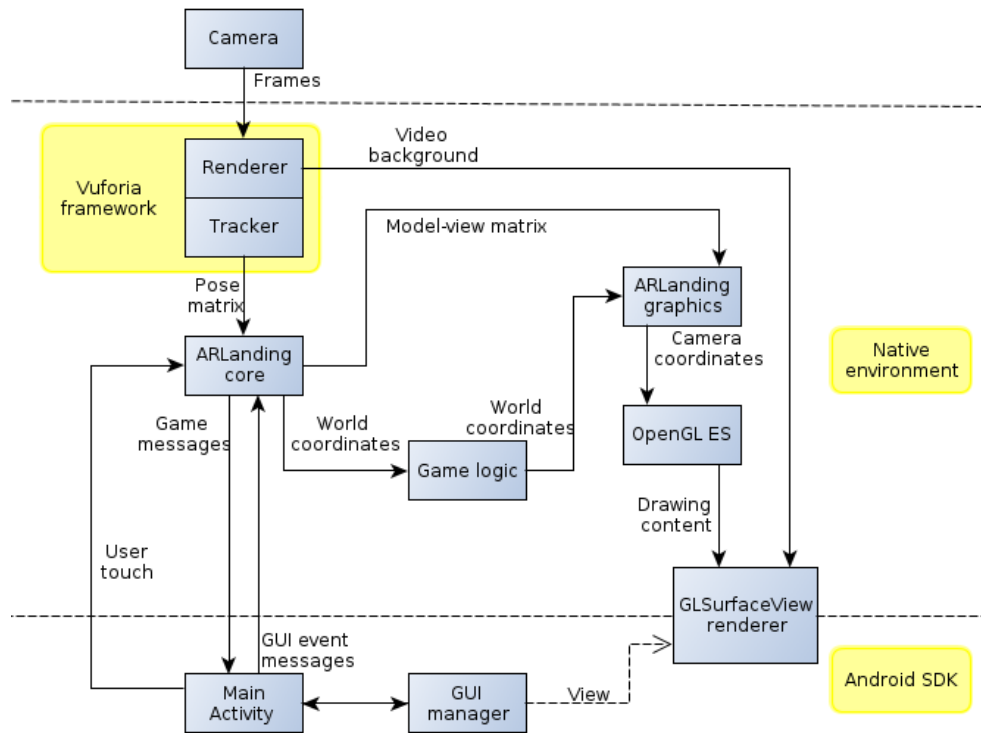 Camera
Frames
Video
background
Renderer
Vuforia
framework
Tracker
Model-view matrix
Pose
matrix
ARLanding
graphics
Camera
coordinates
Native
environment
ARLanding
core
Game
messages
World
coordinates
World
coordinates
OpenGL ES
Game logic
Drawing
content
User
touch
GLSurfaceView
renderer
GUI event
messages
Android SDK
Main
Activity
GUI
manager
View